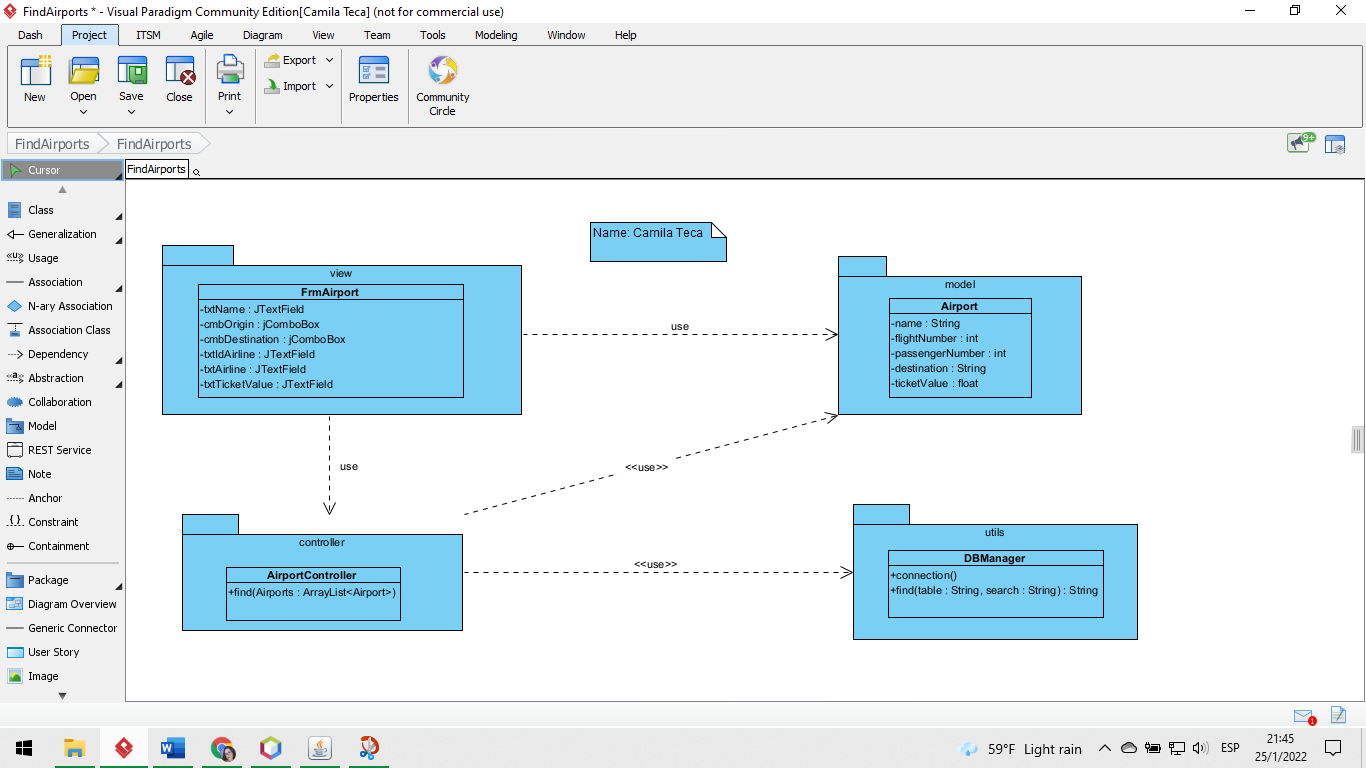 FindAirports * - Visual Paradigm Community Edition[Camila Teca] (not for commercial use)
Dash Project ITSM Agile Diagram View Team Tools Modeling Window Help
New Open Save Close Print Export Import Properties Community Circle
FindAirports FindAirports
9+
Cursor
FindAirports
Class
Generalization
Usage
Association
N-ary Association
Association Class
Dependency
Abstraction
Collaboration
Model
REST Service
Note
Anchor
Constraint
Containment
Package
Diagram Overview
Generic Connector
User Story
Image
Name: Camila Teca
view
FrmAirport
-txtName : JTextField
-cmbOrigin : jComboBox
-cmbDestination : jComboBox
-txtIdAirline : JTextField
-txtAirline : JTextField
-txtTicketValue : JTextField
use
model
Airport
-name : String
-flightNumber : int
-passengerNumber : int
-destination : String
-ticketValue : float
use
<<use>>
controller
AirportController
+find(Airports : ArrayList<Airport>)
<<use>>
utils
DBManager
+connection()
+find(table : String, search : String) : String
1
59°F Light rain
ESP
21:45
25/1/2022